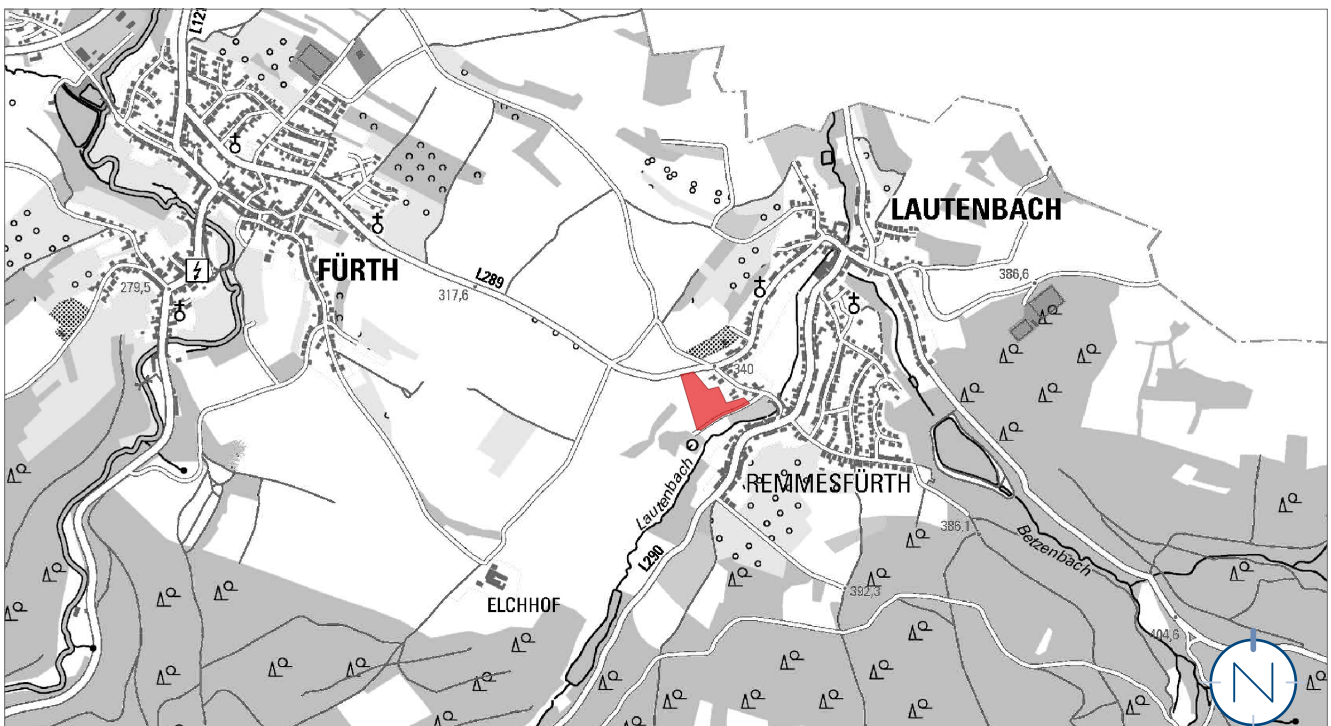 L121
LAUTENBACH
FÜRTH
L289
279,5
317,6
386,6
340
Lautenbach
REMMESFÜRTH
L290
386,1
Betzenbach
392,3
ELCHHOF
404,6
N